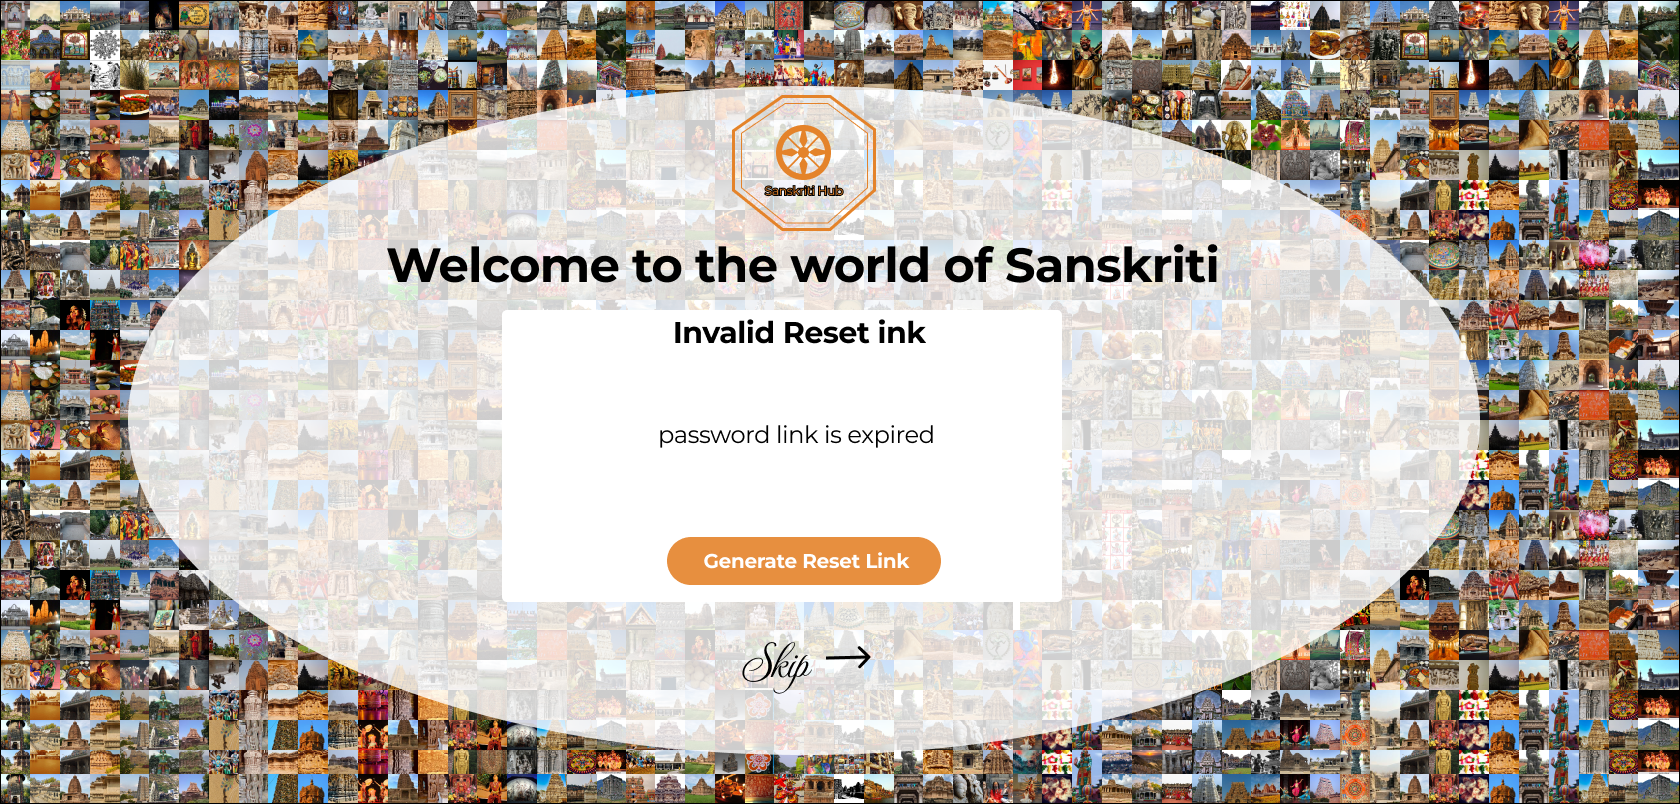 Sanskriti Hub
Welcome to the world of Sanskriti
Invalid Reset ink
password link is expired
Generate Reset Link
Skip